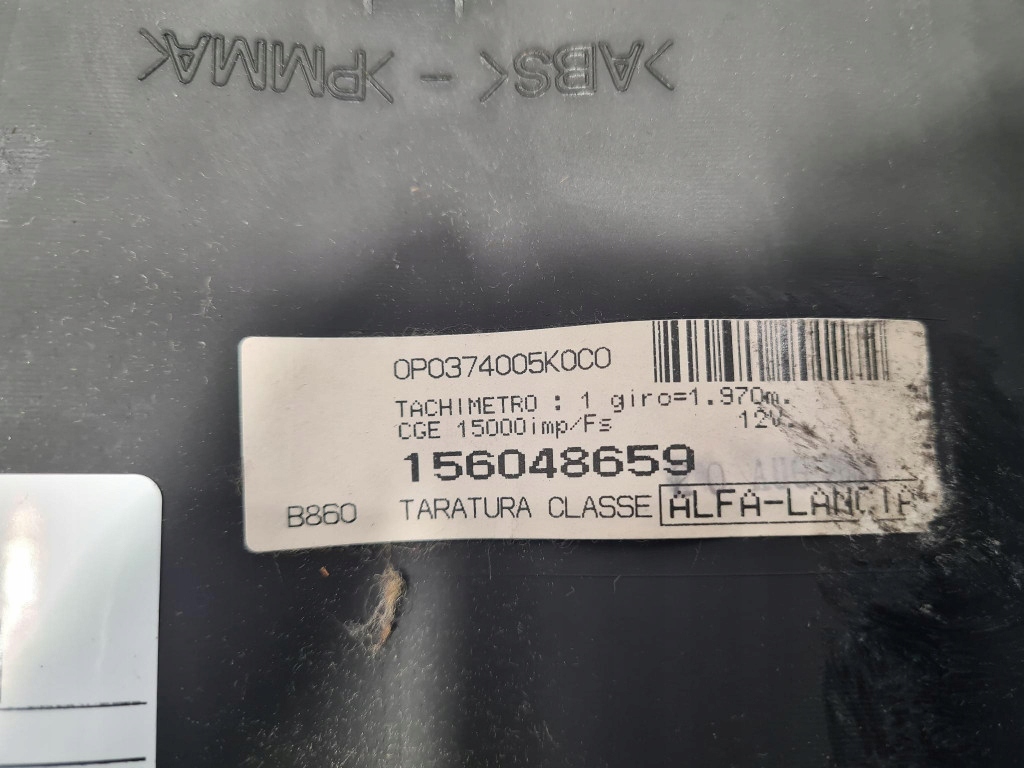 >ABS< - >PMMA<
0P0374005K0C0
TACHIMETRO : 1 giro=1.970m.
CGE 15000imp/Fs 12V.
156048659
B860 TARATURA CLASSE ALFA-LANCIA